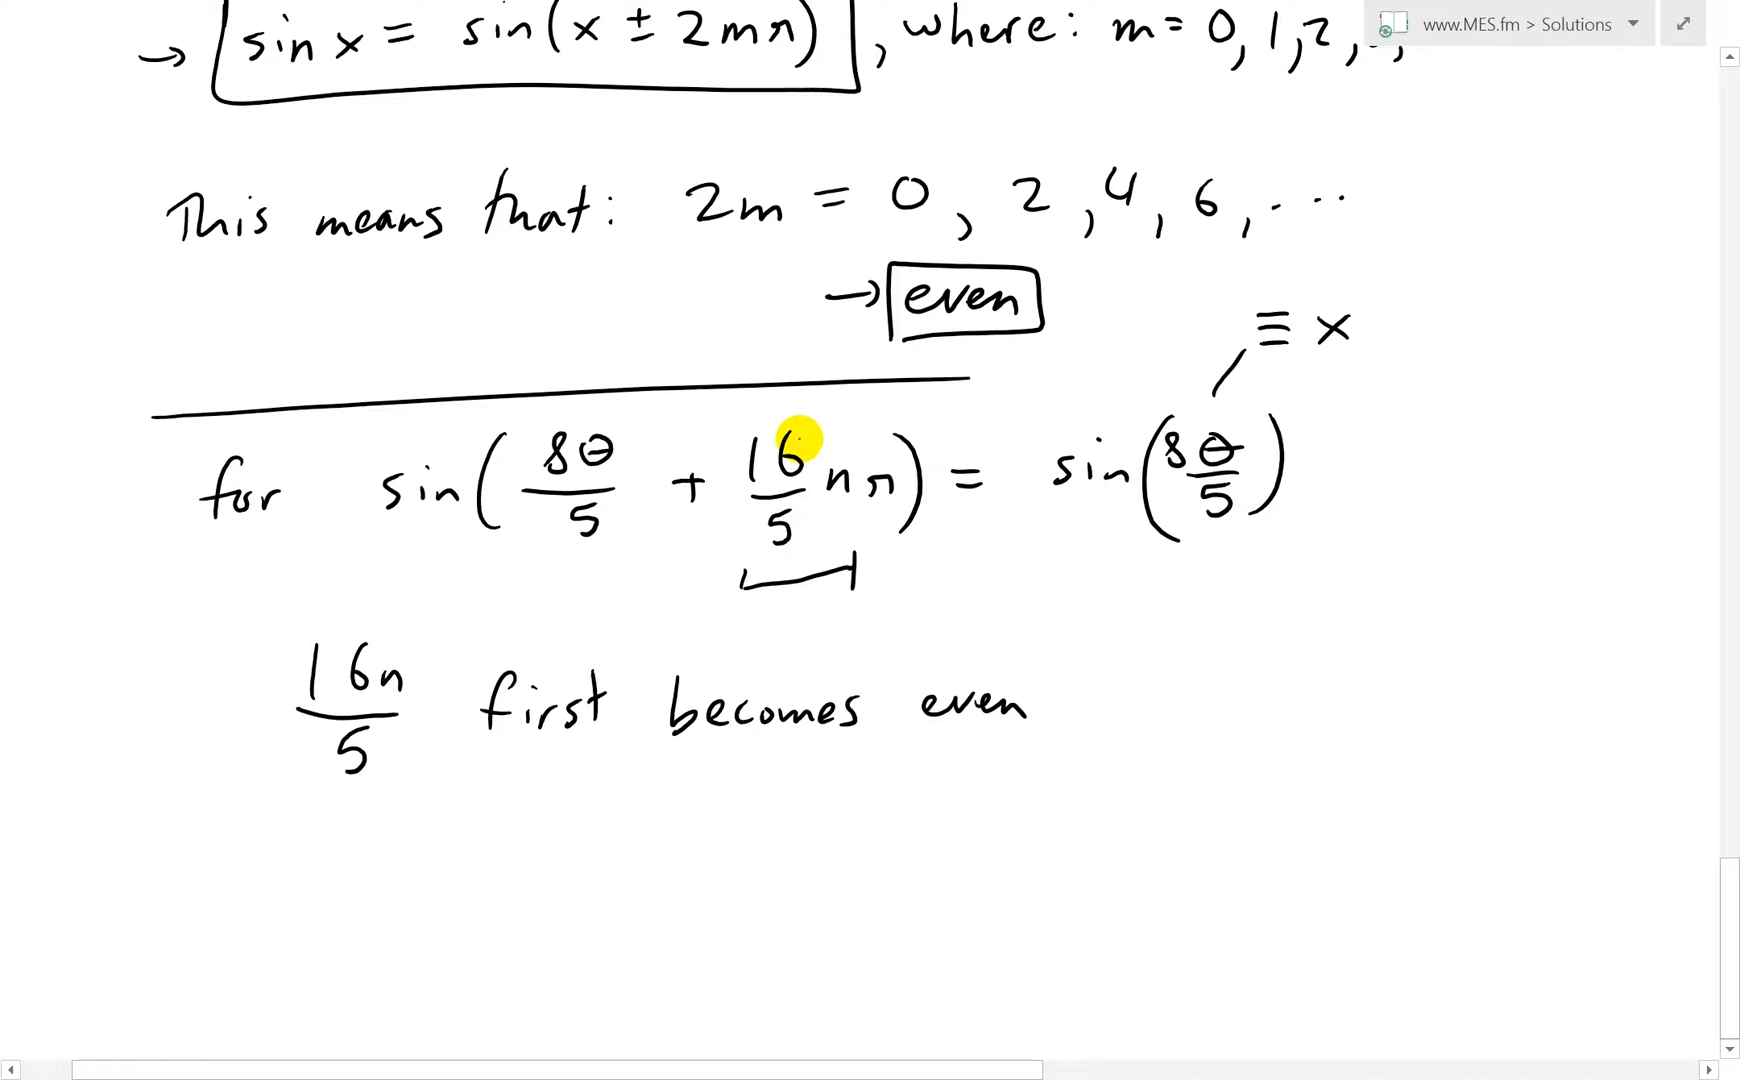 → sin x = sin(x ± 2mπ), where: m = 0, 1, 2, ..,
www.MES.fm > Solutions
This means that: 2m = 0, 2, 4, 6, ....
→ even
≡ x
for sin(8θ/5 + 16/5 nπ) = sin(8θ/5)
16n/5 first becomes even